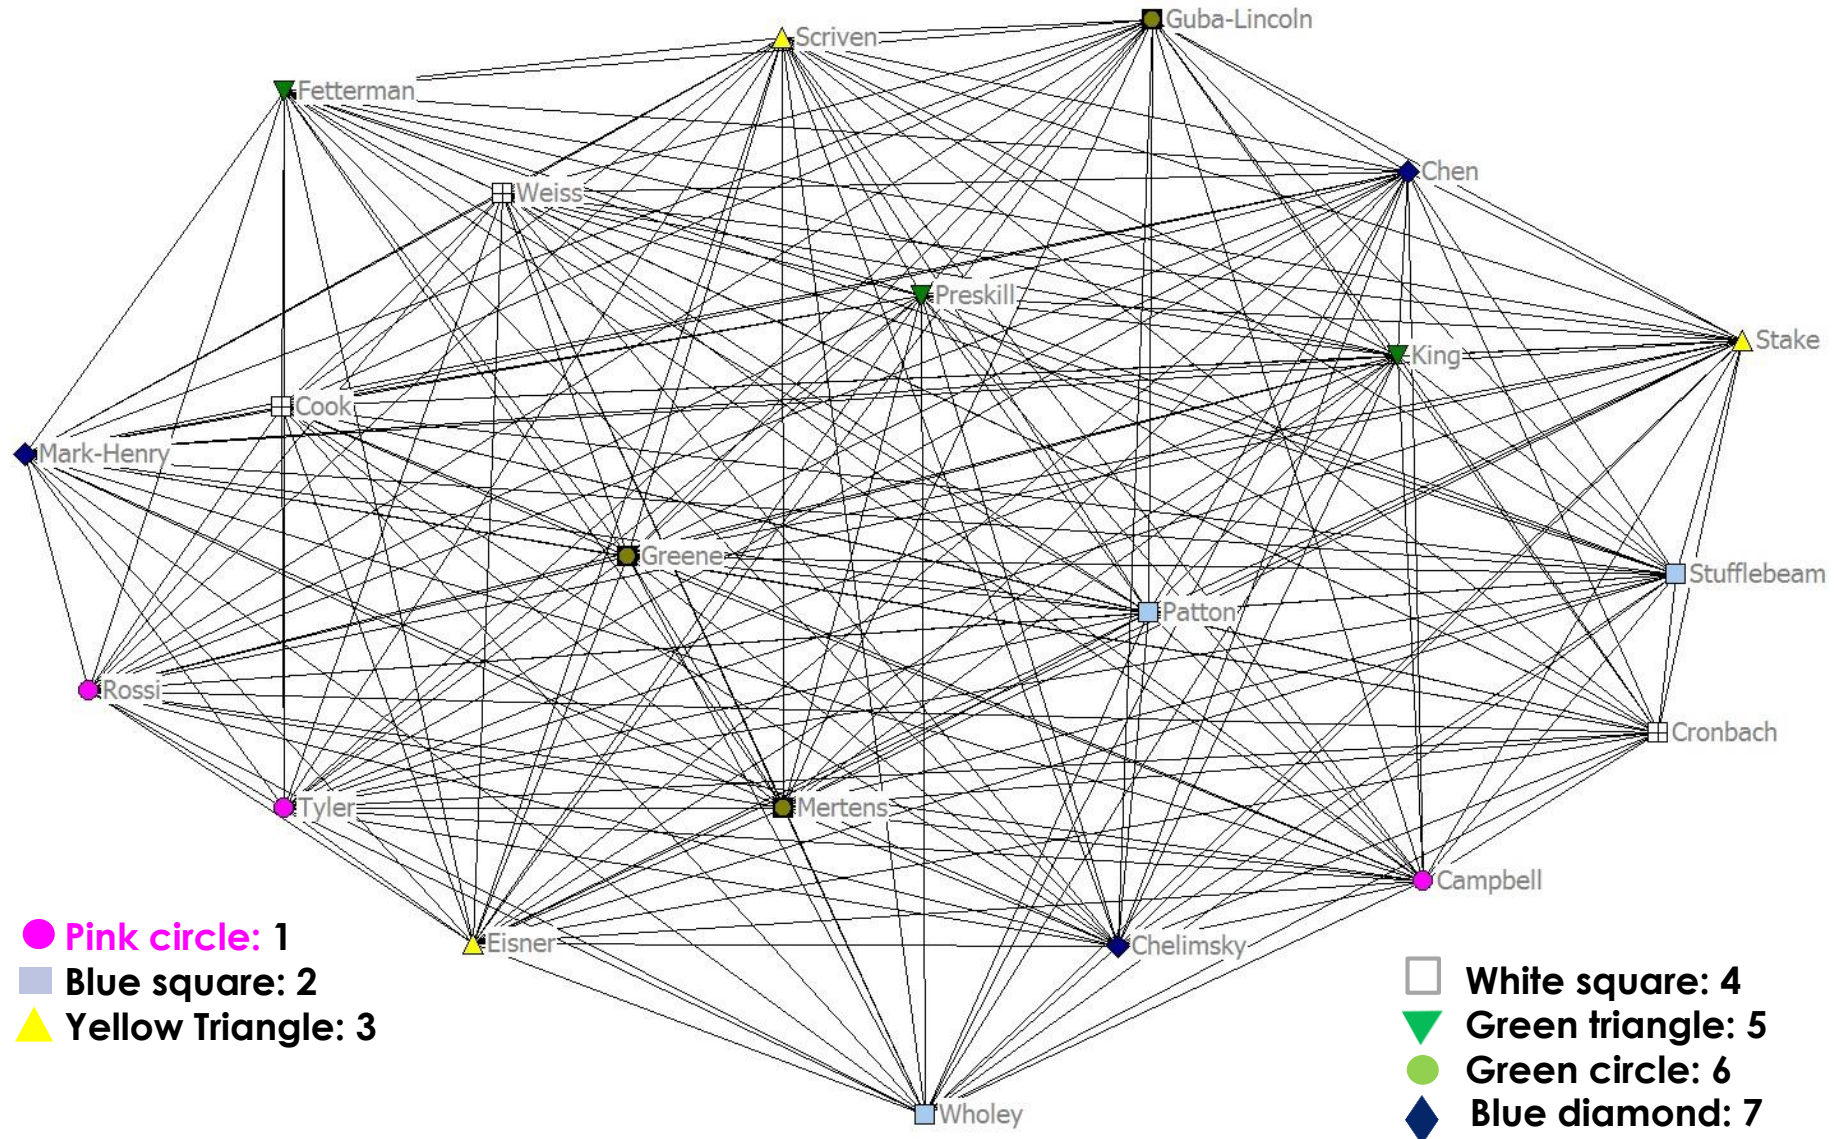 Guba-Lincoln
Scriven
Fetterman
Chen
Weiss
Preskill
Stake
King
Cook
Mark-Henry
Greene
Stufflebeam
Patton
Rossi
Cronbach
Tyler
Mertens
Campbell
Eisner
Chelimsky
Wholey
Pink circle: 1
Blue square: 2
Yellow Triangle: 3
White square: 4
Green triangle: 5
Green circle: 6
Blue diamond: 7